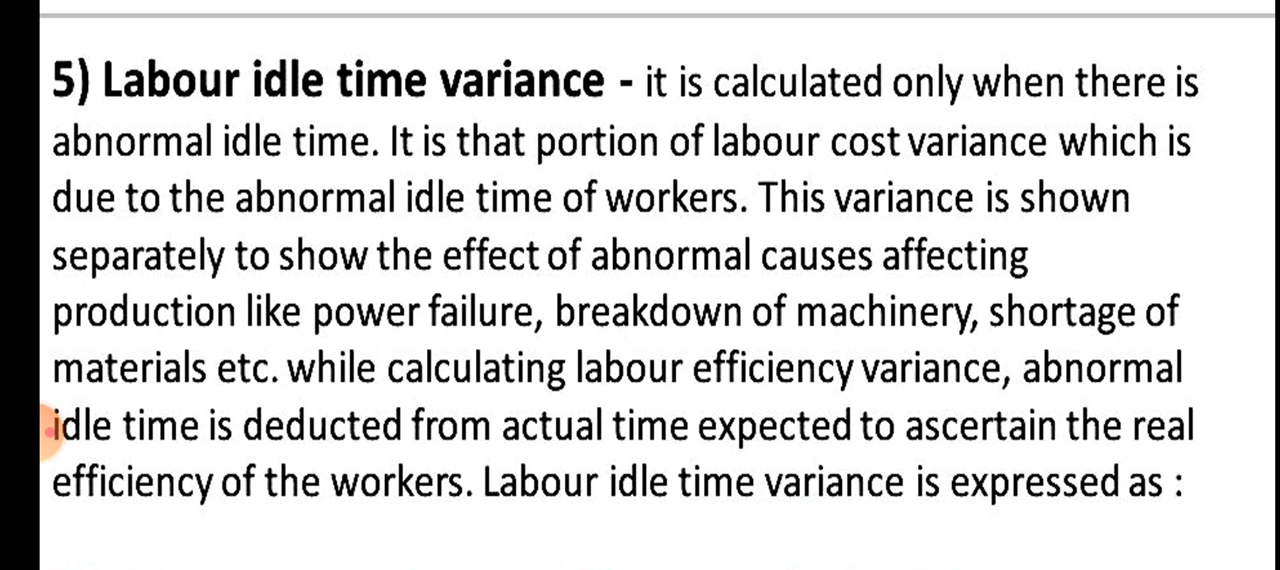 5) Labour idle time variance - it is calculated only when there is
abnormal idle time. It is that portion of labour cost variance which is
due to the abnormal idle time of workers. This variance is shown
separately to show the effect of abnormal causes affecting
production like power failure, breakdown of machinery, shortage of
materials etc. while calculating labour efficiency variance, abnormal
idle time is deducted from actual time expected to ascertain the real
efficiency of the workers. Labour idle time variance is expressed as :